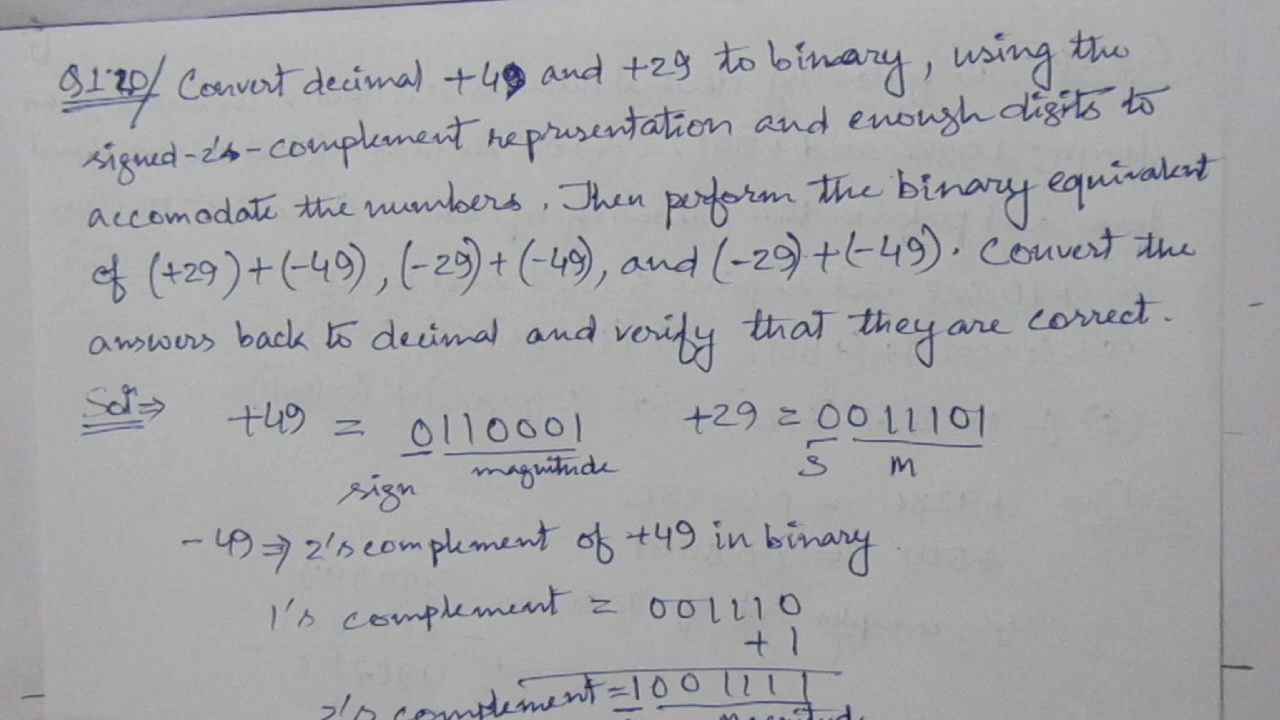 Q1.20/ Convert decimal +49 and +29 to binary, using the
signed-2's-complement representation and enough digits to
accomodate the numbers. Then perform the binary equivalent
of (+29)+(-49), (-29)+(-49), and (-29)+(-49). Convert the
answers back to decimal and verify that they are correct.
Sol⇒ +49 = 0110001 +29 = 0011101
sign magnitude S m
-49 ⇒ 2's complement of +49 in binary
1's complement = 001110
+1
2's complement = 1001111
magnitude